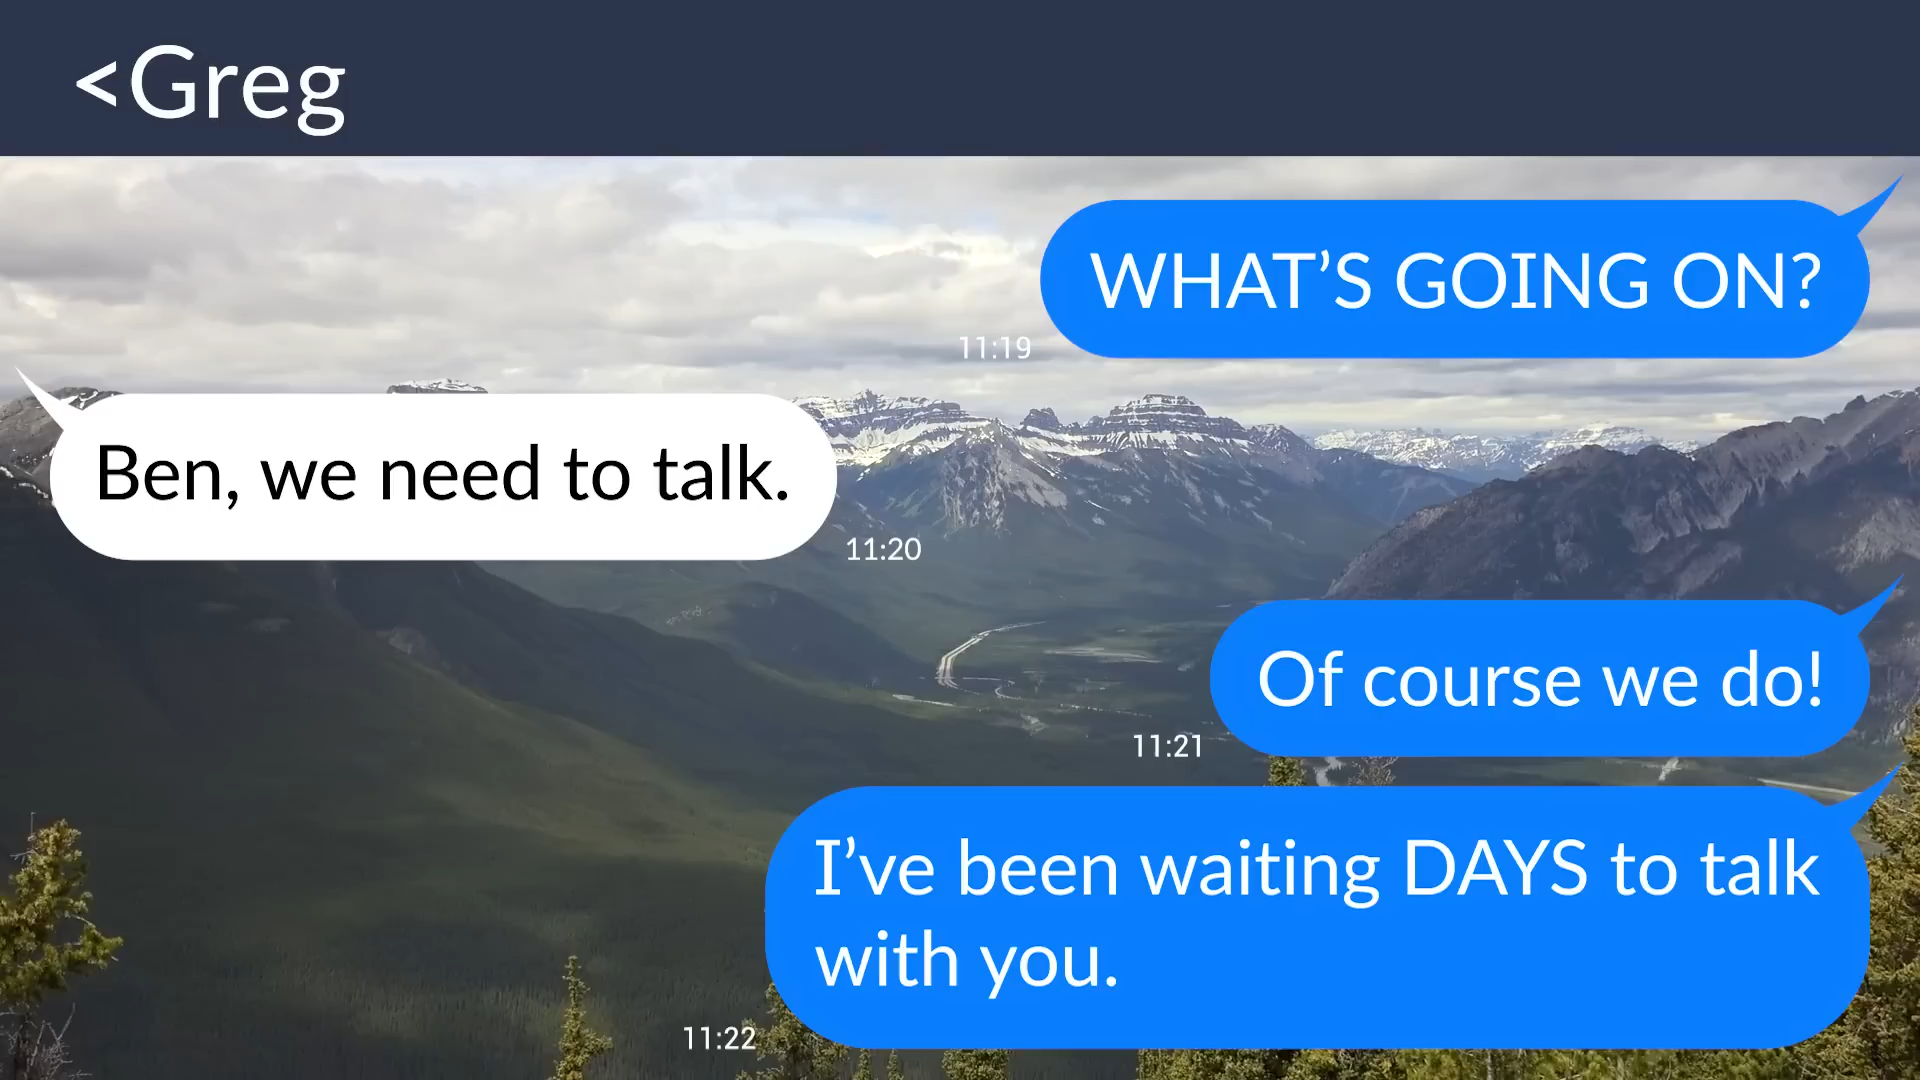 <Greg
WHAT’S GOING ON?
11:19
Ben, we need to talk.
11:20
Of course we do!
11:21
I’ve been waiting DAYS to talk
with you.
11:22